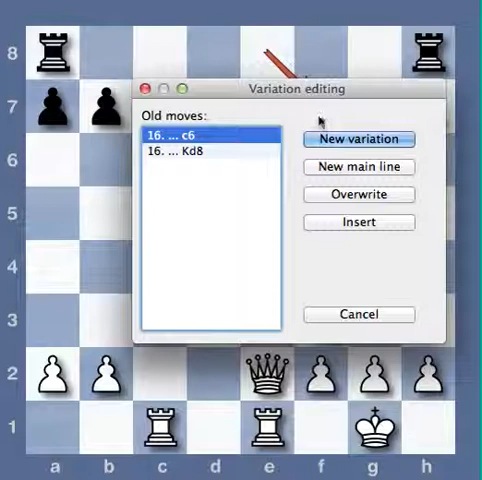 8
Variation editing
7
Old moves:
16. ... c6
New variation
16. ... Kd8
6
New main line
Overwrite
5
Insert
4
3
Cancel
2
1
a b c d e f g h